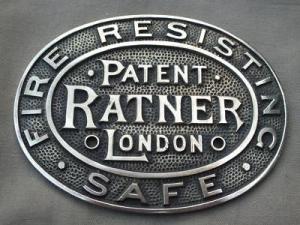 FIRE RESISTING
· PATENT ·
RATNER
LONDON
· SAFE ·